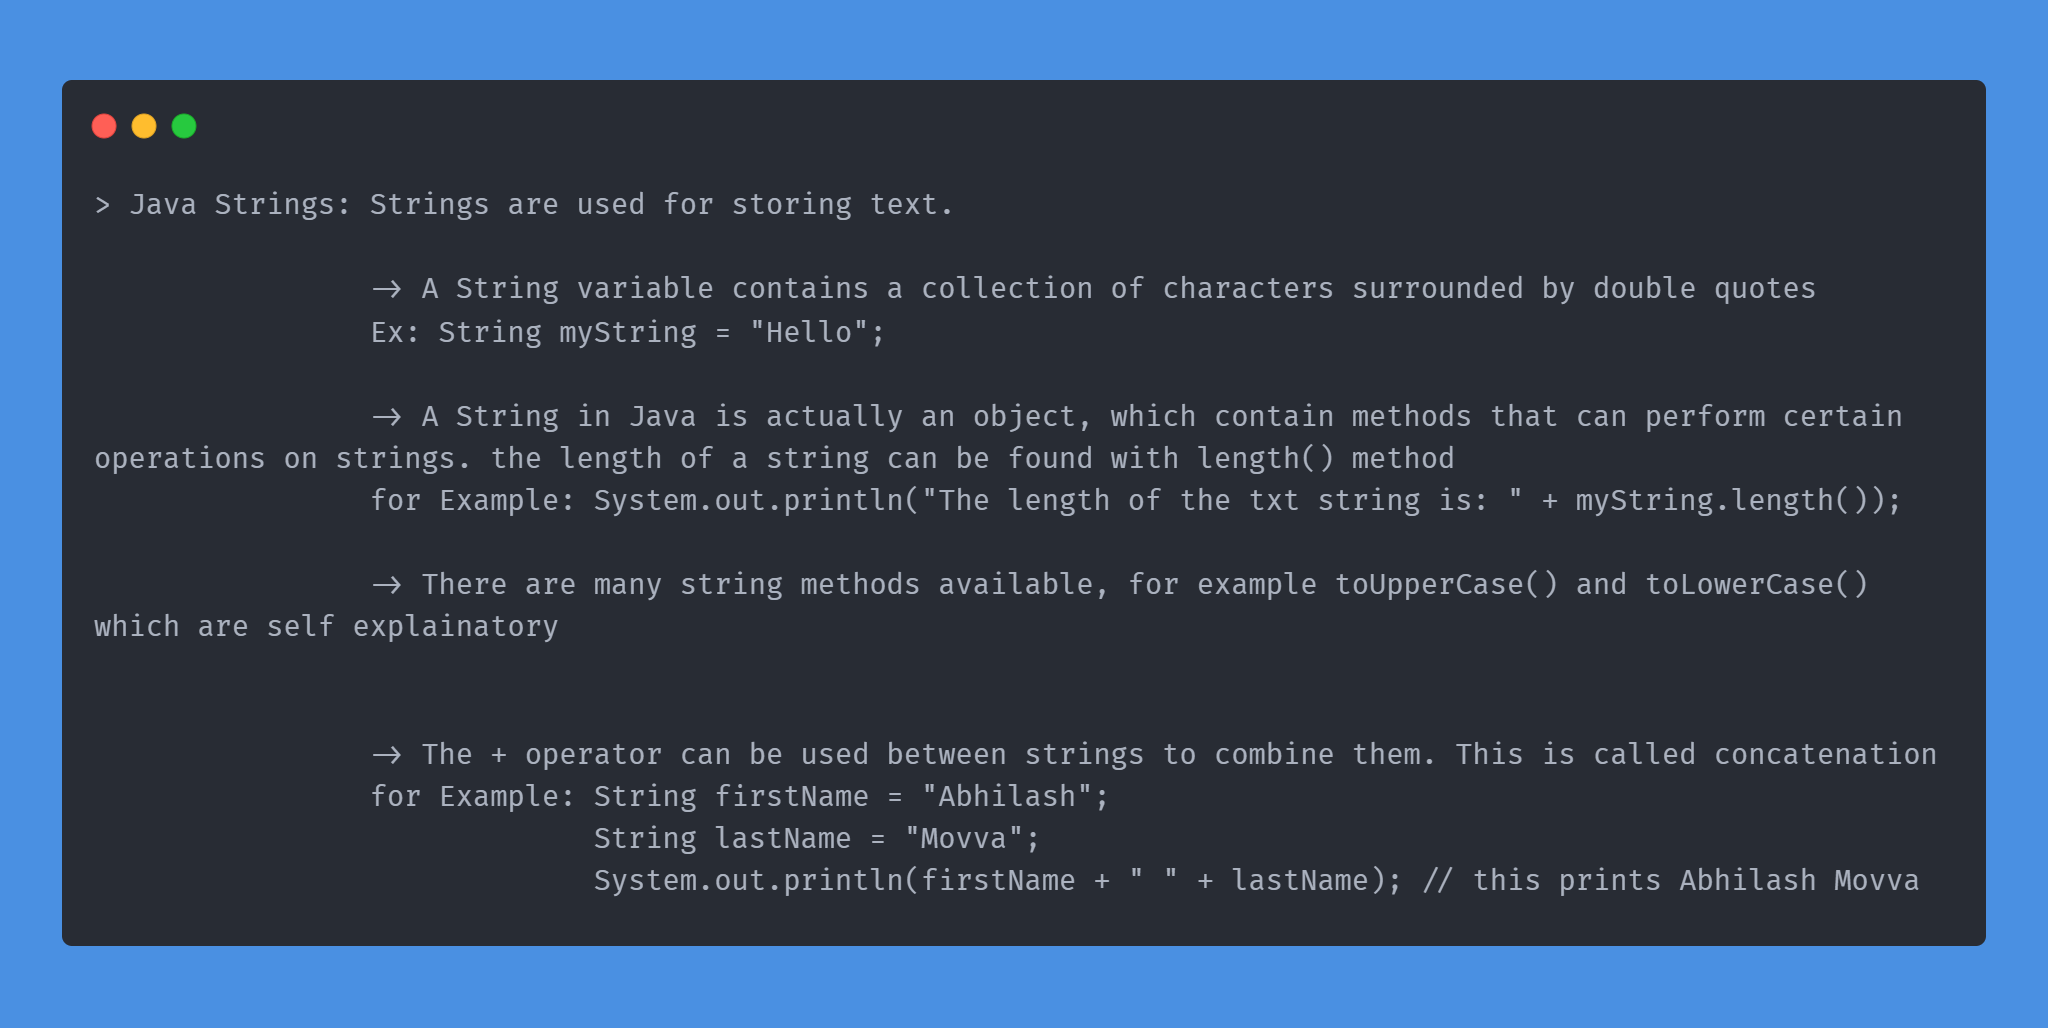 > Java Strings: Strings are used for storing text.
-> A String variable contains a collection of characters surrounded by double quotes
Ex: String myString = "Hello";
-> A String in Java is actually an object, which contain methods that can perform certain
operations on strings. the length of a string can be found with length() method
for Example: System.out.println("The length of the txt string is: " + myString.length());
-> There are many string methods available, for example toUpperCase() and toLowerCase()
which are self explainatory
-> The + operator can be used between strings to combine them. This is called concatenation
for Example: String firstName = "Abhilash";
String lastName = "Movva";
System.out.println(firstName + " " + lastName); // this prints Abhilash Movva